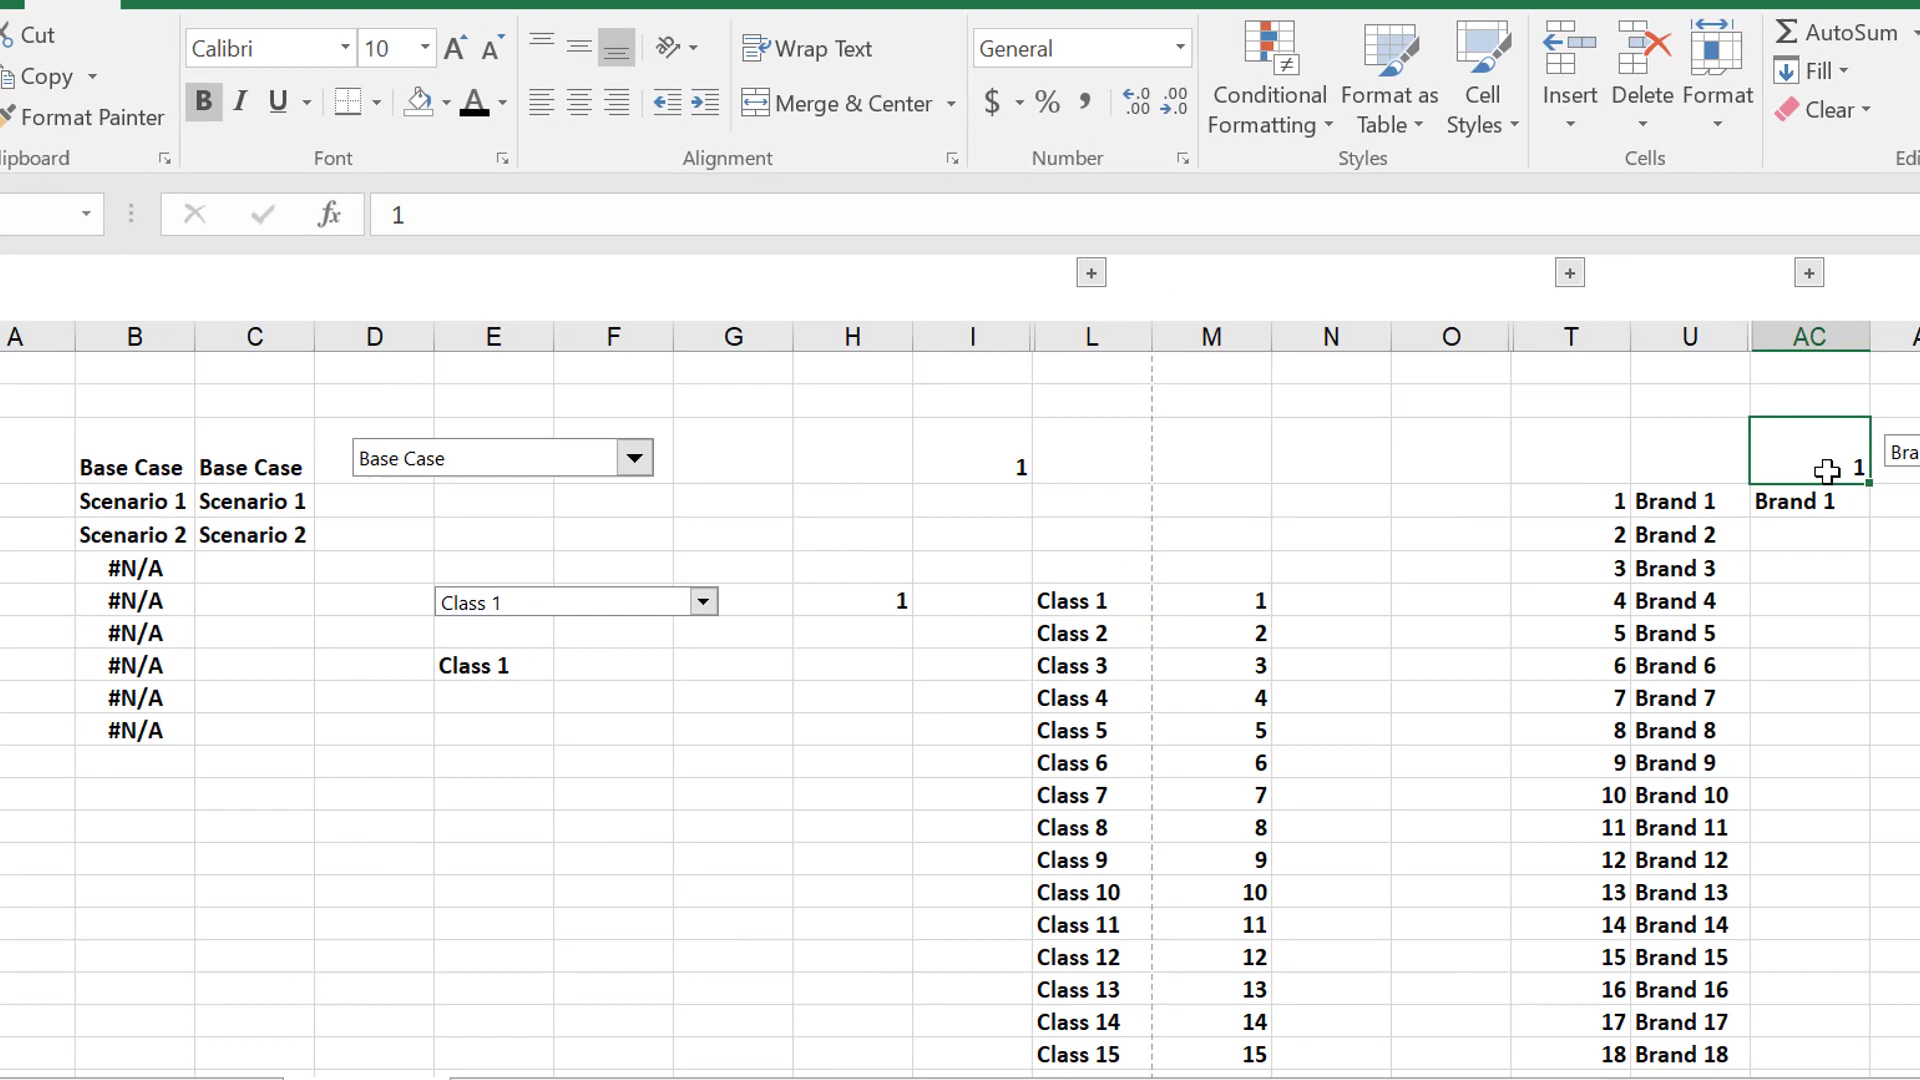 Cut
Copy
Format Painter
lipboard
Calibri 10 A A
B I U A
Font
Wrap Text
Merge & Center
Alignment
General
$ % , .0 .00 .00 .0
Number
Conditional Formatting
Format as Table
Cell Styles
Styles
Insert Delete Format
Cells
AutoSum
Fill
Clear
Edi
fx 1
+ + +
A B C D E F G H I L M N O T U AC A
Base Case Base Case Base Case 1 1 Bra
Scenario 1 Scenario 1 1 Brand 1 Brand 1
Scenario 2 Scenario 2 2 Brand 2
#N/A 3 Brand 3
#N/A Class 1 1 Class 1 1 4 Brand 4
#N/A Class 2 2 5 Brand 5
#N/A Class 1 Class 3 3 6 Brand 6
#N/A Class 4 4 7 Brand 7
#N/A Class 5 5 8 Brand 8
Class 6 6 9 Brand 9
Class 7 7 10 Brand 10
Class 8 8 11 Brand 11
Class 9 9 12 Brand 12
Class 10 10 13 Brand 13
Class 11 11 14 Brand 14
Class 12 12 15 Brand 15
Class 13 13 16 Brand 16
Class 14 14 17 Brand 17
Class 15 15 18 Brand 18